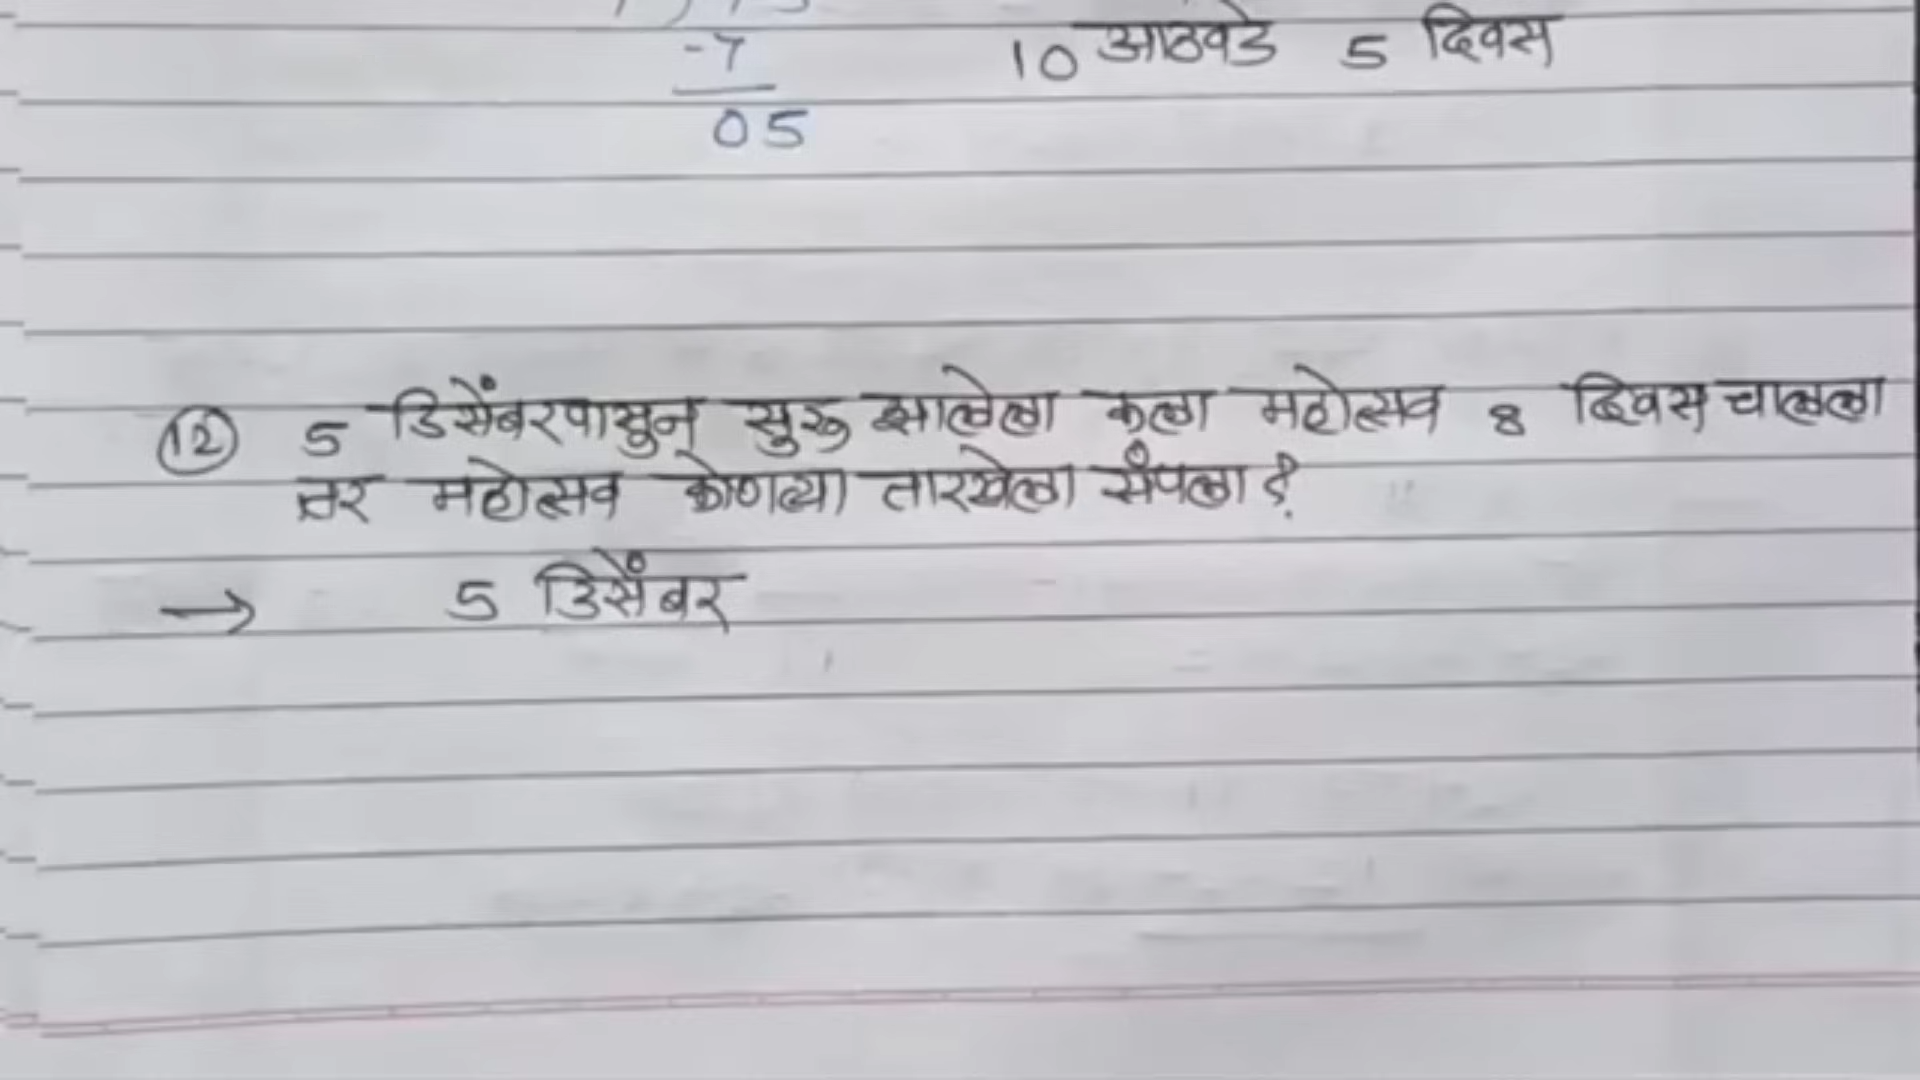 -7
10 आठवडे 5 दिवस
05
12 5 डिसेंबरपासुन सुरु झालेला कला महोत्सव 8 दिवस चालला
तर महोत्सव कोणत्या तारखेला संपला ?
→ 5 डिसेंबर